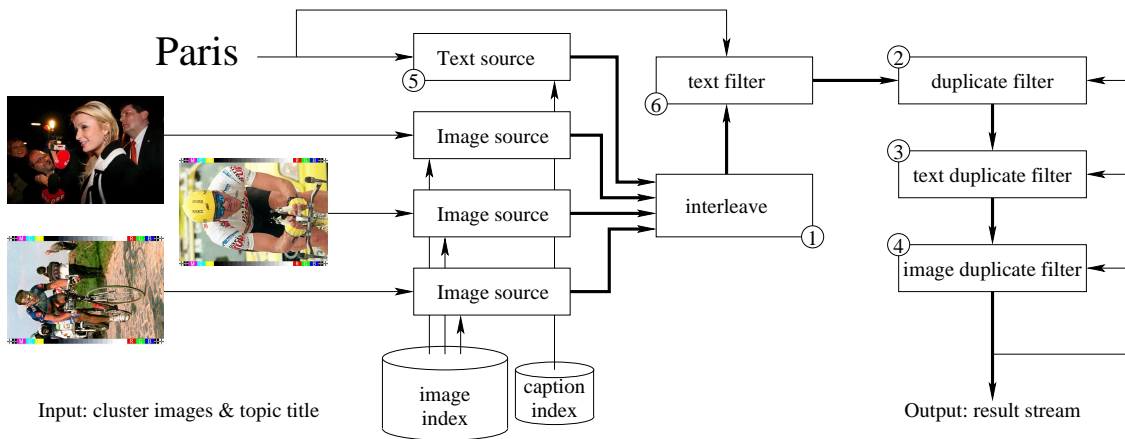 Paris
Text source
5
text filter
6
2
duplicate filter
Image source
3
text duplicate filter
Image source
interleave
1
4
image duplicate filter
Image source
image
index
caption
index
Input: cluster images & topic title
Output: result stream